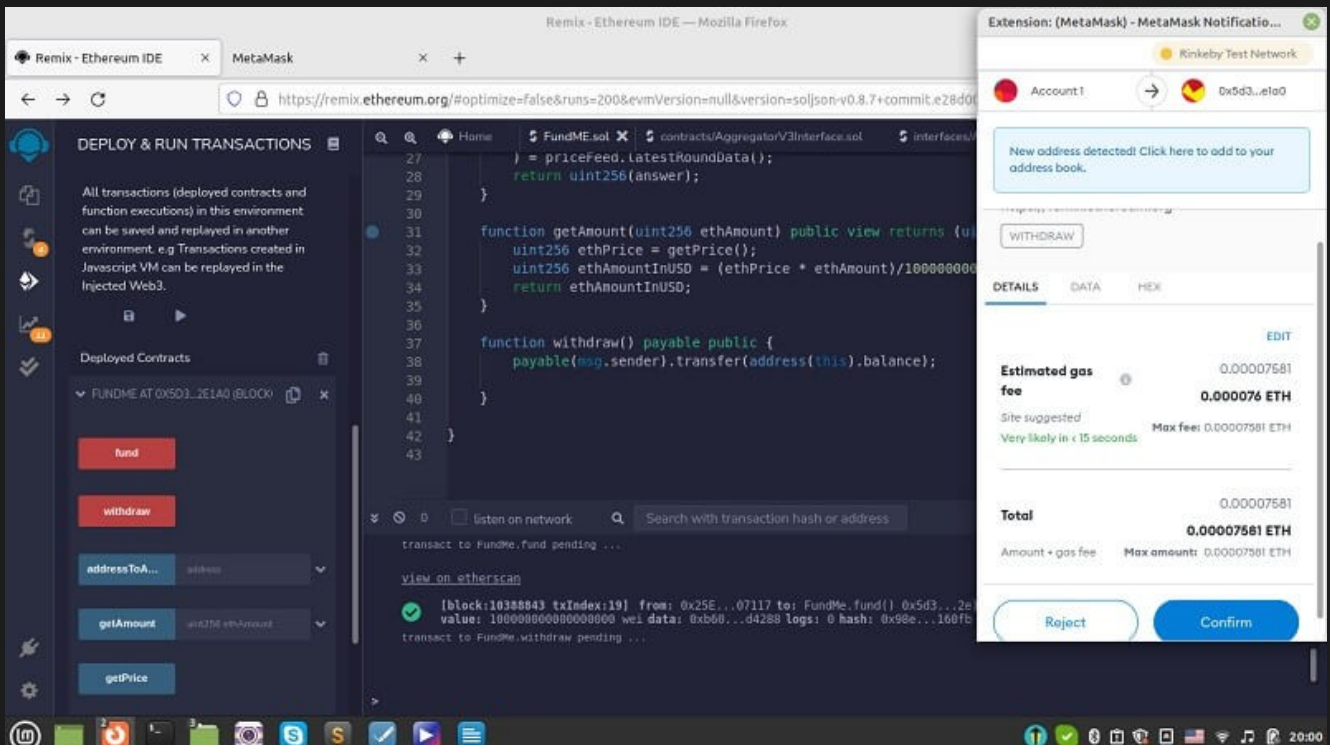 Remix - Ethereum IDE — Mozilla Firefox
Extension: (MetaMask) - MetaMask Notificatio...
Remix - Ethereum IDE
MetaMask
Rinkeby Test Network
https://remix.ethereum.org/#optimize=false&runs=200&evmVersion=null&version=soljson-v0.8.7+commit.e28d0
Account 1
0x5d3...e1a0
DEPLOY & RUN TRANSACTIONS
All transactions (deployed contracts and
function executions) in this environment
can be saved and replayed in another
environment. e.g Transactions created in
Javascript VM can be replayed in the
Injected Web3.
Deployed Contracts
FUNDME AT 0X5D3...2E1A0 (BLOCK
fund
withdraw
addressToA... address
getAmount uint256 ethAmount
getPrice
Home
FundME.sol
contracts/AggregatorV3Interface.sol
interfaces/
27 ) = priceFeed.latestRoundData();
28 return uint256(answer);
29 }
30
31 function getAmount(uint256 ethAmount) public view returns (ui
32 uint256 ethPrice = getPrice();
33 uint256 ethAmountInUSD = (ethPrice * ethAmount)/100000000
34 return ethAmountInUSD;
35 }
36
37 function withdraw() payable public {
38 payable(msg.sender).transfer(address(this).balance);
39
40 }
41
42 }
43
0 listen on network Search with transaction hash or address
transact to FundMe.fund pending ...
view on etherscan
[block:10388843 txIndex:19] from: 0x25E...07117 to: FundMe.fund() 0x5d3...2e1
value: 100000000000000000 wei data: 0xb60...d4288 logs: 0 hash: 0x98e...160fb
transact to FundMe.withdraw pending ...
>
New address detected! Click here to add to your
address book.
WITHDRAW
DETAILS DATA HEX
EDIT
Estimated gas
fee
0.00007581
0.000076 ETH
Site suggested
Very likely in < 15 seconds
Max fee: 0.00007581 ETH
Total
0.00007581
0.00007581 ETH
Amount + gas fee
Max amount: 0.00007581 ETH
Reject
Confirm
20:00